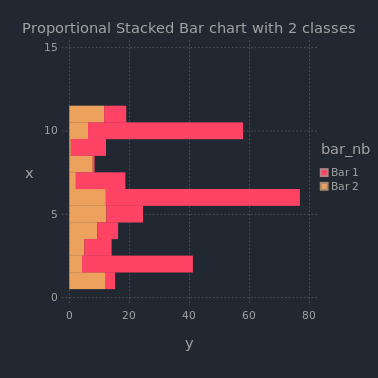 Proportional Stacked Bar chart with 2 classes
15
10
5
0
x
bar_nb
Bar 1
Bar 2
0 20 40 60 80
y